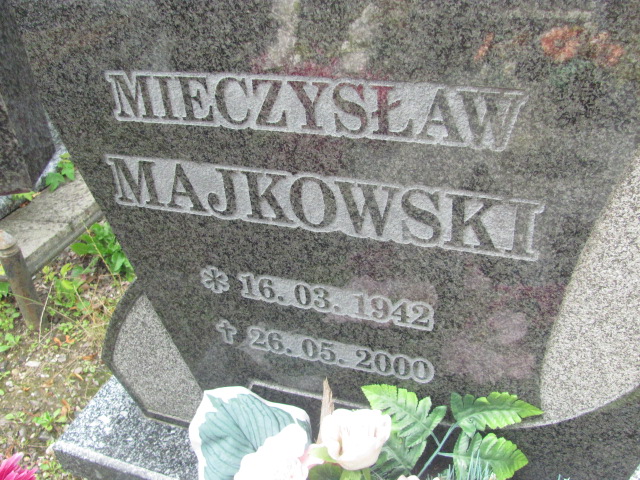 MIECZYSŁAW
MAJKOWSKI
* 16. 03. 1942
✝ 26. 05. 2000